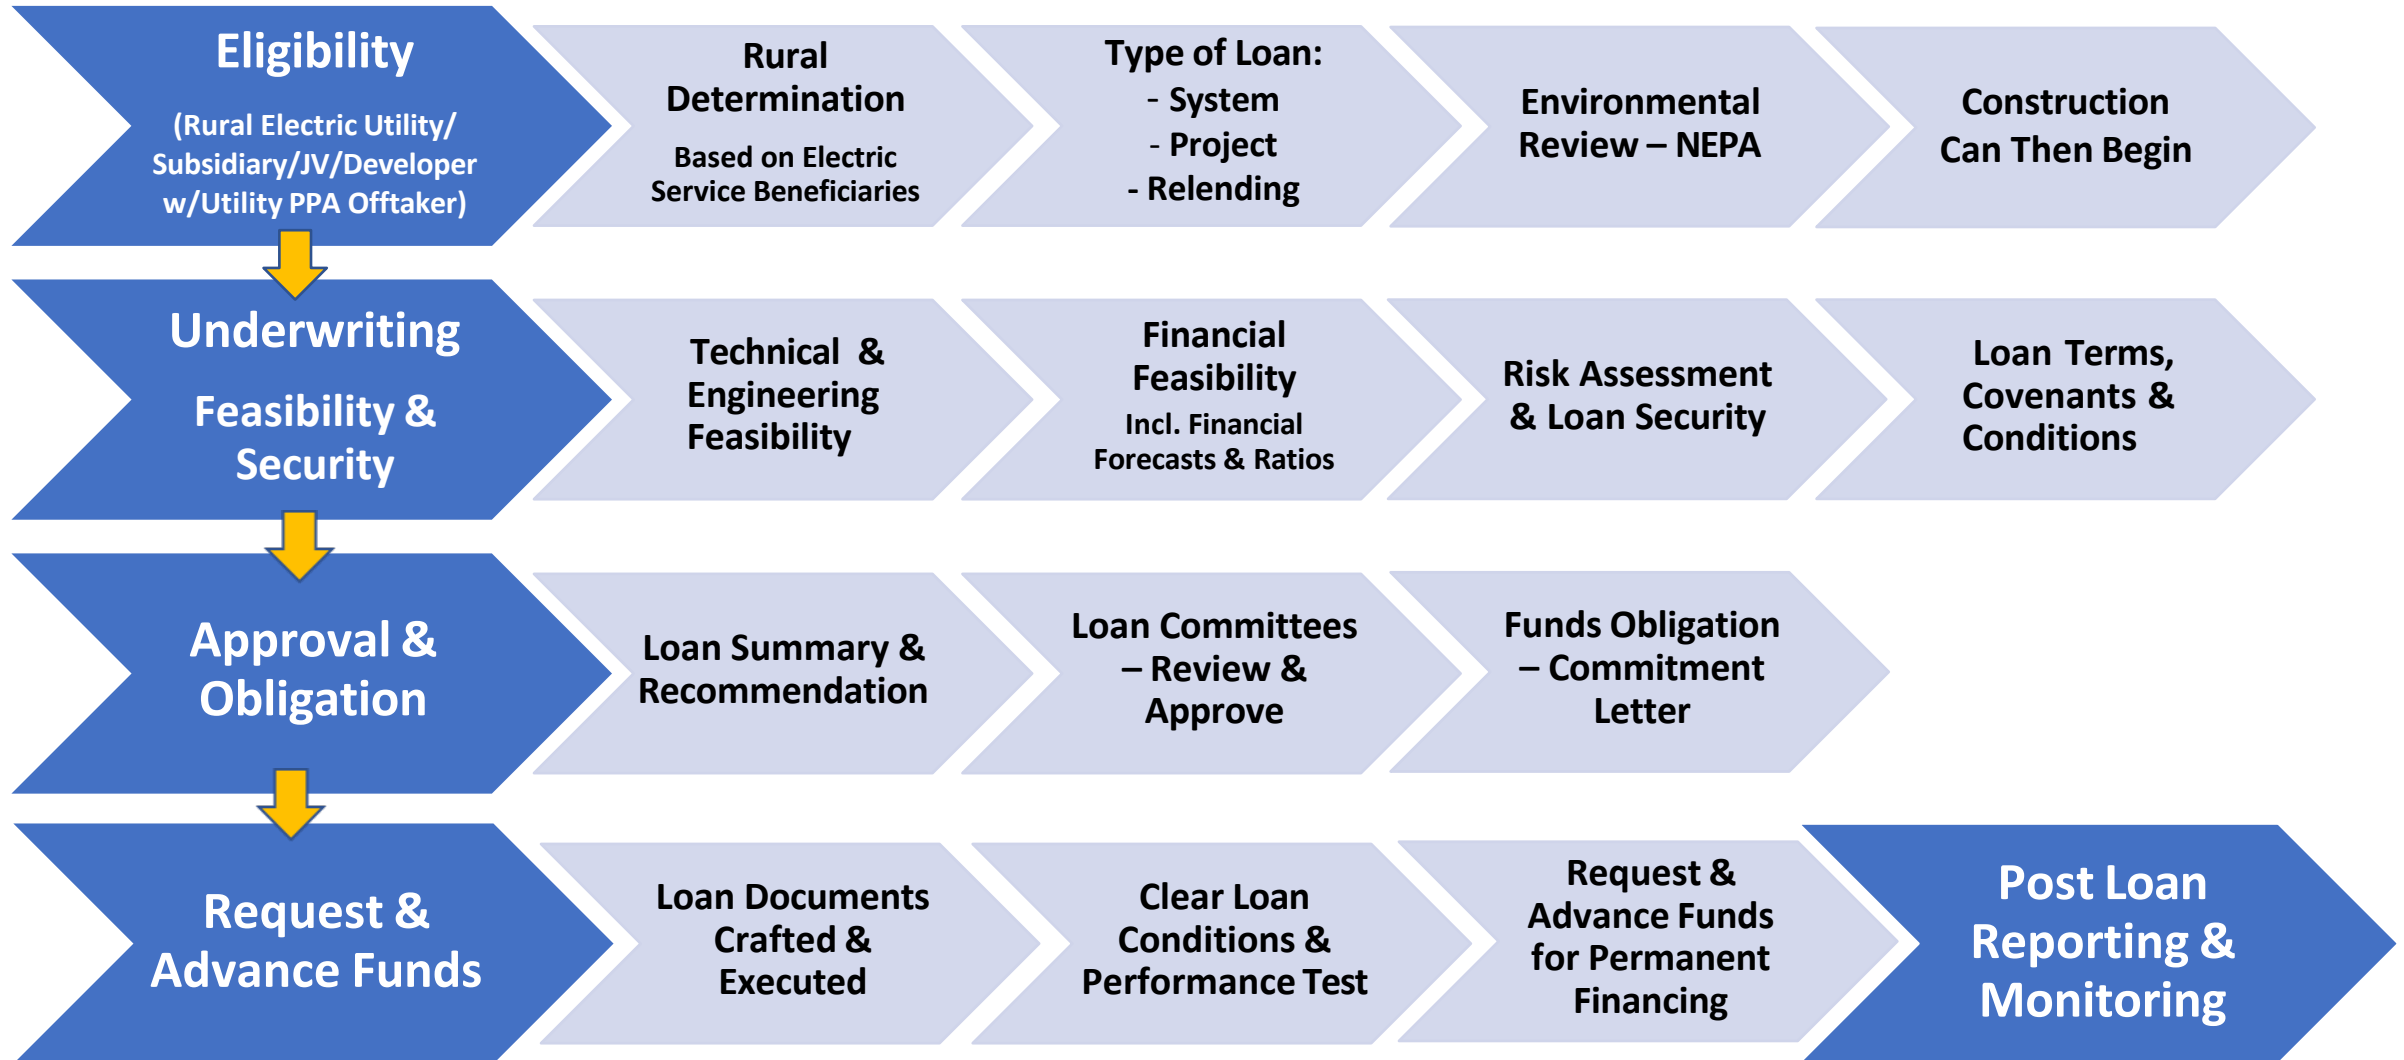 Eligibility
(Rural Electric Utility/
Subsidiary/JV/Developer
w/Utility PPA Offtaker)
Rural
Determination
Based on Electric
Service Beneficiaries
Type of Loan:
- System
- Project
- Relending
Environmental
Review – NEPA
Construction
Can Then Begin
Underwriting
Feasibility &
Security
Technical &
Engineering
Feasibility
Financial
Feasibility
Incl. Financial
Forecasts & Ratios
Risk Assessment
& Loan Security
Loan Terms,
Covenants &
Conditions
Approval &
Obligation
Loan Summary &
Recommendation
Loan Committees
– Review &
Approve
Funds Obligation
– Commitment
Letter
Request &
Advance Funds
Loan Documents
Crafted &
Executed
Clear Loan
Conditions &
Performance Test
Request &
Advance Funds
for Permanent
Financing
Post Loan
Reporting &
Monitoring